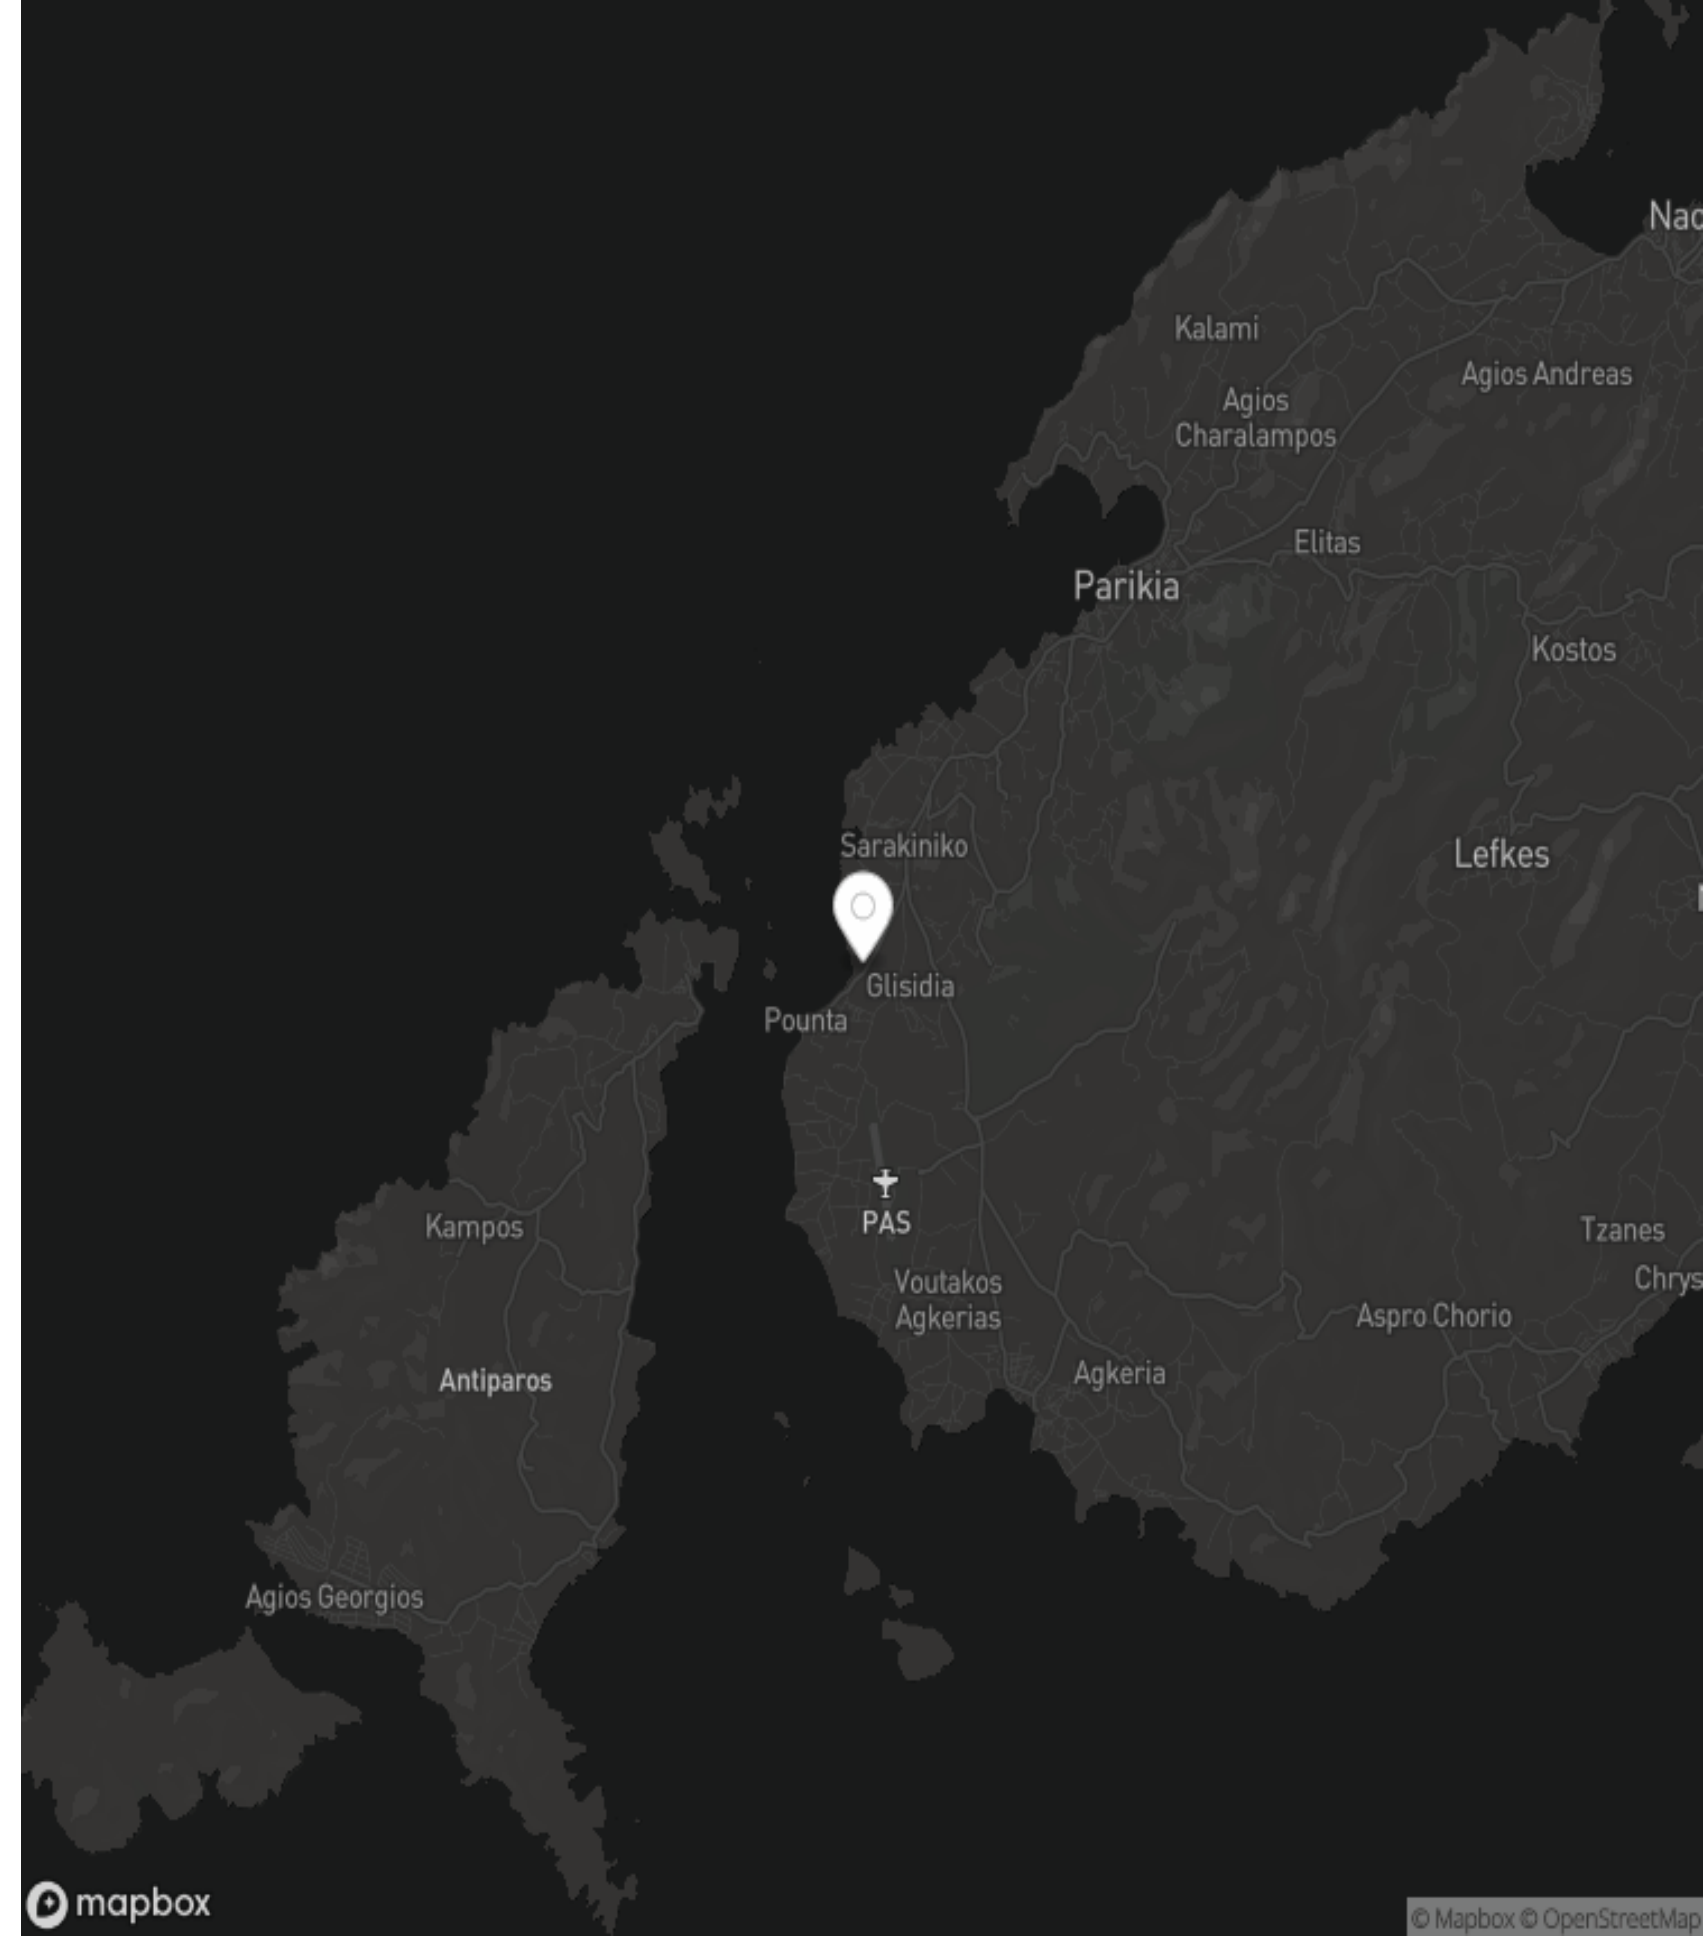 Nao
Kalami
Agios Andreas
Agios
Charalampos
Elitas
Parikia
Kostos
Sarakiniko
Lefkes
Glisidia
Pounta
PAS
Kampos
Tzanes
Voutakos
Agkerias
Chrys
Aspro Chorio
Agkeria
Antiparos
Agios Georgios
mapbox
© Mapbox © OpenStreetMap